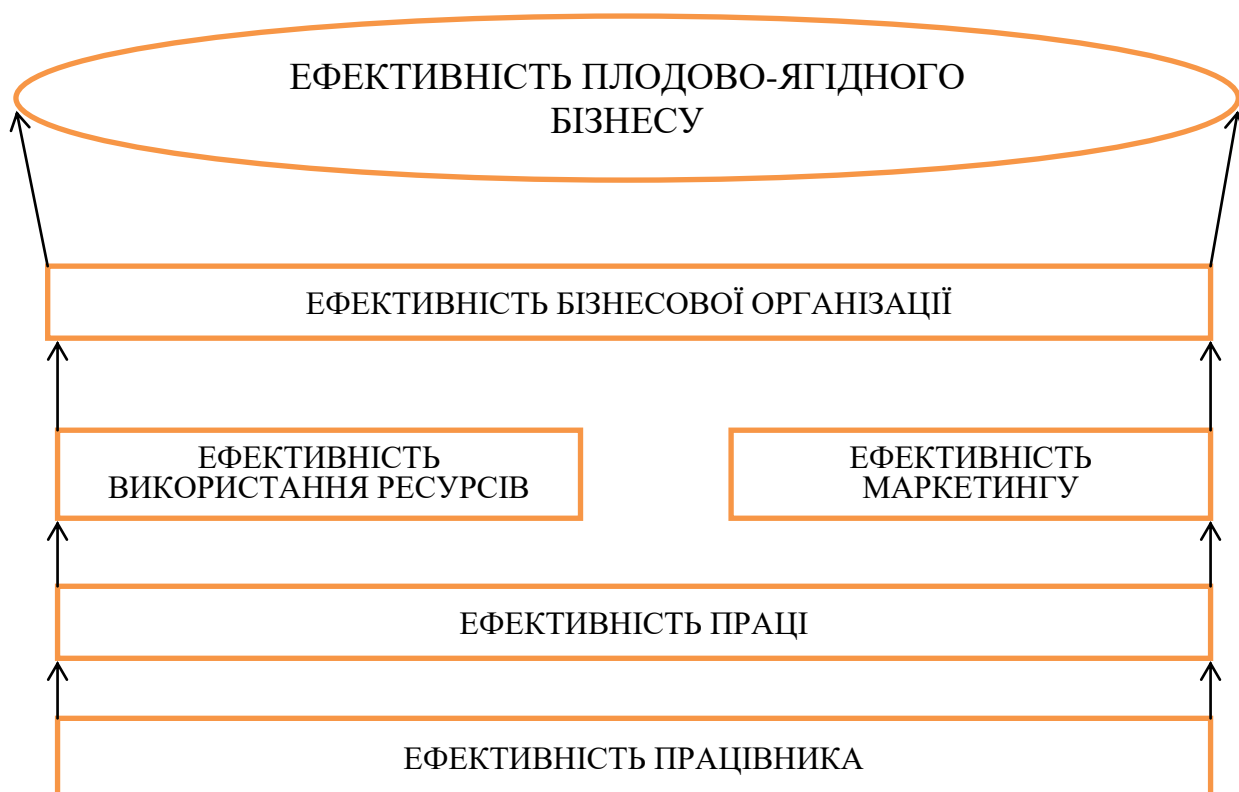 ЕФЕКТИВНІСТЬ ПЛОДОВО-ЯГІДНОГО
БІЗНЕСУ
ЕФЕКТИВНІСТЬ БІЗНЕСОВОЇ ОРГАНІЗАЦІЇ
ЕФЕКТИВНІСТЬ
ВИКОРИСТАННЯ РЕСУРСІВ
ЕФЕКТИВНІСТЬ
МАРКЕТИНГУ
ЕФЕКТИВНІСТЬ ПРАЦІ
ЕФЕКТИВНІСТЬ ПРАЦІВНИКА